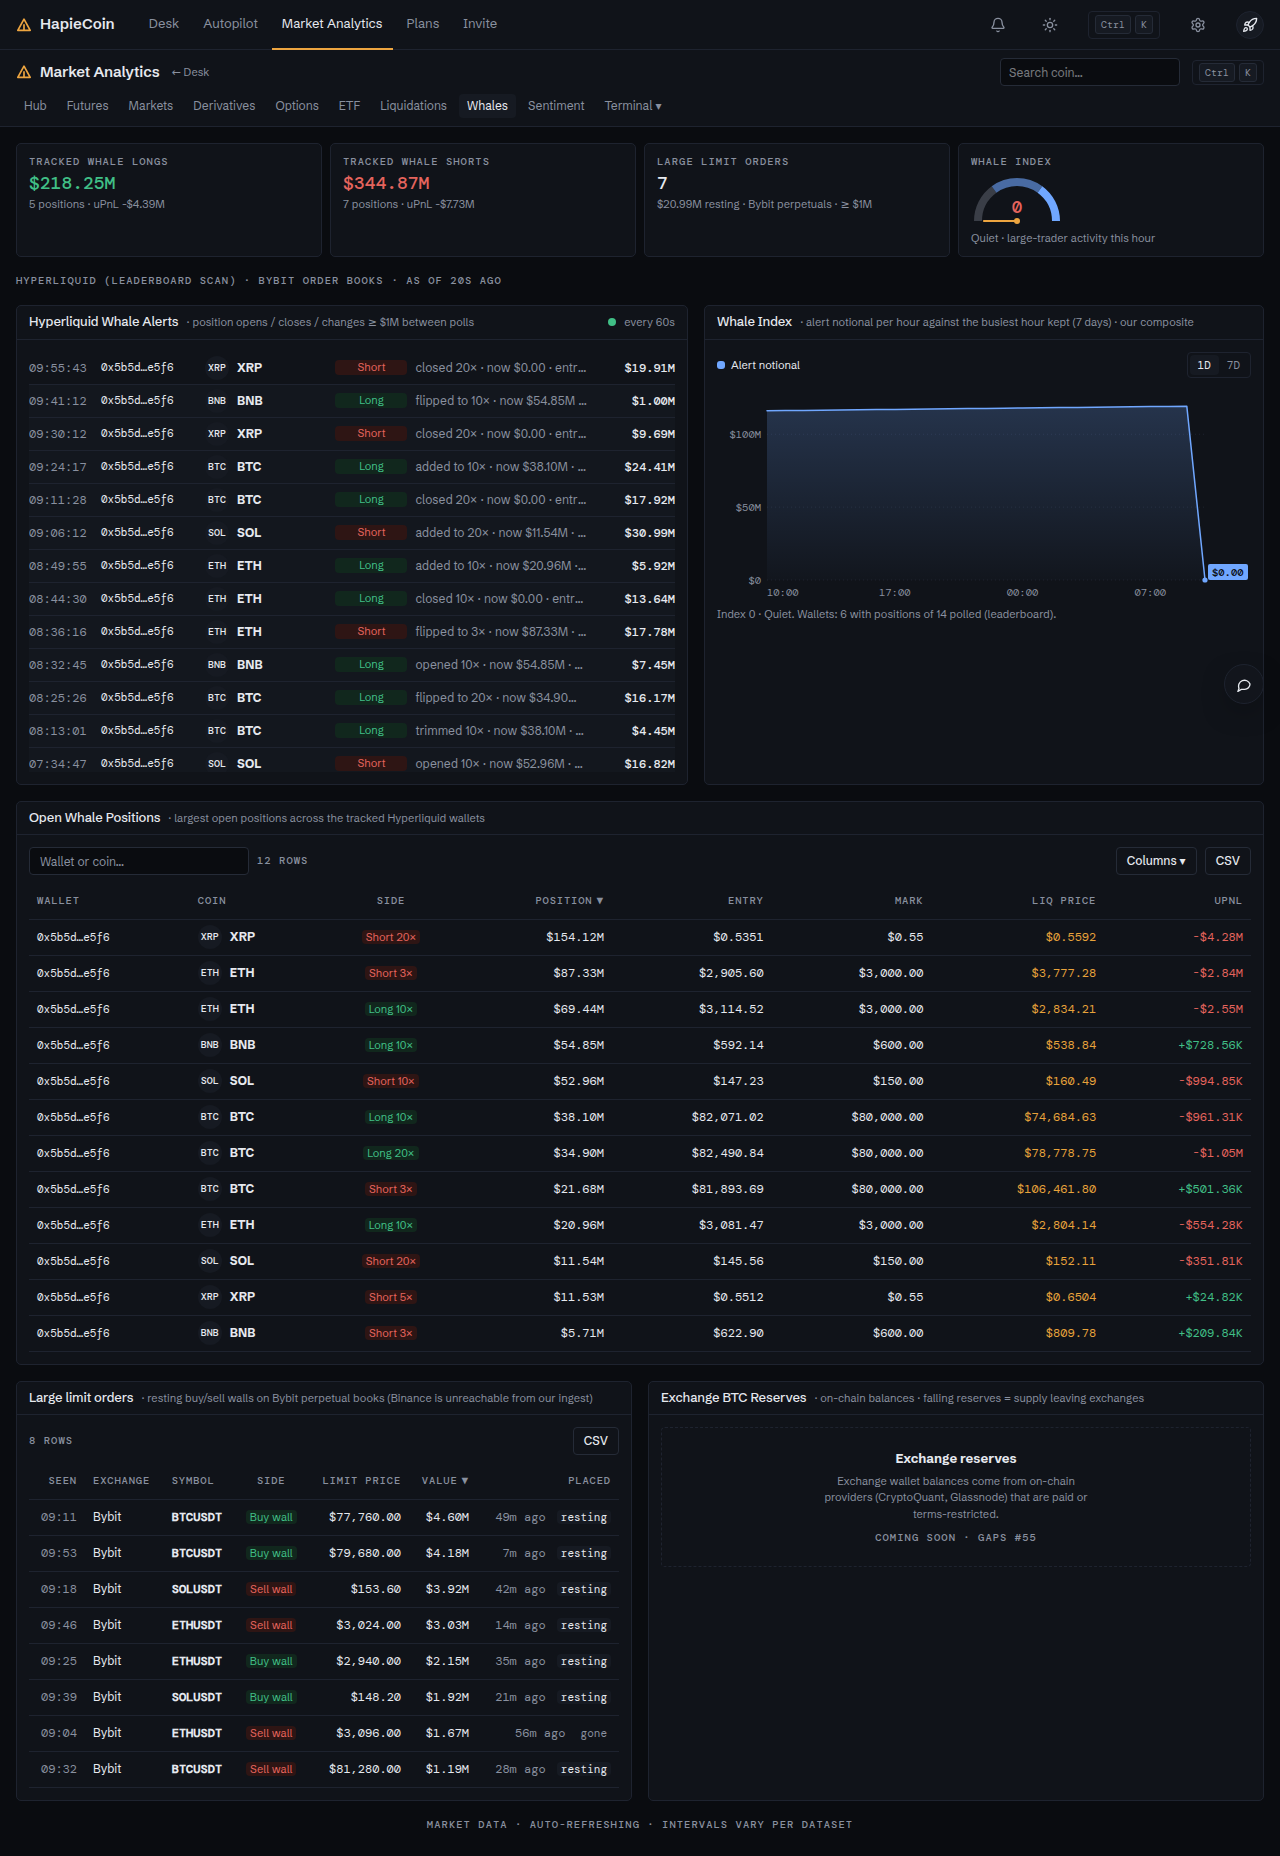 HapieCoin Desk Autopilot Market Analytics Plans Invite Ctrl K
Market Analytics ← Desk Search coin... Ctrl K
Hub Futures Markets Derivatives Options ETF Liquidations Whales Sentiment Terminal ▾
TRACKED WHALE LONGS
$218.25M
5 positions · uPnL -$4.39M
TRACKED WHALE SHORTS
$344.87M
7 positions · uPnL -$7.73M
LARGE LIMIT ORDERS
7
$20.99M resting · Bybit perpetuals · ≥ $1M
WHALE INDEX
0
Quiet · large-trader activity this hour
HYPERLIQUID (LEADERBOARD SCAN) · BYBIT ORDER BOOKS · AS OF 20S AGO
Hyperliquid Whale Alerts · position opens / closes / changes ≥ $1M between polls every 60s
09:55:43 0x5b5d…e5f6 XRP XRP Short closed 20× · now $0.00 · entr… $19.91M
09:41:12 0x5b5d…e5f6 BNB BNB Long flipped to 10× · now $54.85M … $1.00M
09:30:12 0x5b5d…e5f6 XRP XRP Short closed 20× · now $0.00 · entr… $9.69M
09:24:17 0x5b5d…e5f6 BTC BTC Long added to 10× · now $38.10M · … $24.41M
09:11:28 0x5b5d…e5f6 BTC BTC Long closed 20× · now $0.00 · entr… $17.92M
09:06:12 0x5b5d…e5f6 SOL SOL Short added to 20× · now $11.54M · … $30.99M
08:49:55 0x5b5d…e5f6 ETH ETH Long added to 10× · now $20.96M ·… $5.92M
08:44:30 0x5b5d…e5f6 ETH ETH Long closed 10× · now $0.00 · entr… $13.64M
08:36:16 0x5b5d…e5f6 ETH ETH Short flipped to 3× · now $87.33M · … $17.78M
08:32:45 0x5b5d…e5f6 BNB BNB Long opened 10× · now $54.85M · … $7.45M
08:25:26 0x5b5d…e5f6 BTC BTC Long flipped to 20× · now $34.90… $16.17M
08:13:01 0x5b5d…e5f6 BTC BTC Long trimmed 10× · now $38.10M · … $4.45M
07:34:47 0x5b5d…e5f6 SOL SOL Short opened 10× · now $52.96M · … $16.82M
Whale Index · alert notional per hour against the busiest hour kept (7 days) · our composite
Alert notional 1D 7D
$100M
$50M
$0
$0.00
10:00 17:00 00:00 07:00
Index 0 · Quiet. Wallets: 6 with positions of 14 polled (leaderboard).
Open Whale Positions · largest open positions across the tracked Hyperliquid wallets
Wallet or coin... 12 ROWS Columns ▾ CSV
WALLET COIN SIDE POSITION ▼ ENTRY MARK LIQ PRICE UPNL
0x5b5d…e5f6 XRP XRP Short 20× $154.12M $0.5351 $0.55 $0.5592 -$4.28M
0x5b5d…e5f6 ETH ETH Short 3× $87.33M $2,905.60 $3,000.00 $3,777.28 -$2.84M
0x5b5d…e5f6 ETH ETH Long 10× $69.44M $3,114.52 $3,000.00 $2,834.21 -$2.55M
0x5b5d…e5f6 BNB BNB Long 10× $54.85M $592.14 $600.00 $538.84 +$728.56K
0x5b5d…e5f6 SOL SOL Short 10× $52.96M $147.23 $150.00 $160.49 -$994.85K
0x5b5d…e5f6 BTC BTC Long 10× $38.10M $82,071.02 $80,000.00 $74,684.63 -$961.31K
0x5b5d…e5f6 BTC BTC Long 20× $34.90M $82,490.84 $80,000.00 $78,778.75 -$1.05M
0x5b5d…e5f6 BTC BTC Short 3× $21.68M $81,893.69 $80,000.00 $106,461.80 +$501.36K
0x5b5d…e5f6 ETH ETH Long 10× $20.96M $3,081.47 $3,000.00 $2,804.14 -$554.28K
0x5b5d…e5f6 SOL SOL Short 20× $11.54M $145.56 $150.00 $152.11 -$351.81K
0x5b5d…e5f6 XRP XRP Short 5× $11.53M $0.5512 $0.55 $0.6504 +$24.82K
0x5b5d…e5f6 BNB BNB Short 3× $5.71M $622.90 $600.00 $809.78 +$209.84K
Large limit orders · resting buy/sell walls on Bybit perpetual books (Binance is unreachable from our ingest)
8 ROWS CSV
SEEN EXCHANGE SYMBOL SIDE LIMIT PRICE VALUE ▼ PLACED
09:11 Bybit BTCUSDT Buy wall $77,760.00 $4.60M 49m ago resting
09:53 Bybit BTCUSDT Buy wall $79,680.00 $4.18M 7m ago resting
09:18 Bybit SOLUSDT Sell wall $153.60 $3.92M 42m ago resting
09:46 Bybit ETHUSDT Sell wall $3,024.00 $3.03M 14m ago resting
09:25 Bybit ETHUSDT Buy wall $2,940.00 $2.15M 35m ago resting
09:39 Bybit SOLUSDT Buy wall $148.20 $1.92M 21m ago resting
09:04 Bybit ETHUSDT Sell wall $3,096.00 $1.67M 56m ago gone
09:32 Bybit BTCUSDT Sell wall $81,280.00 $1.19M 28m ago resting
Exchange BTC Reserves · on-chain balances · falling reserves = supply leaving exchanges
Exchange reserves
Exchange wallet balances come from on-chain
providers (CryptoQuant, Glassnode) that are paid or
terms-restricted.
COMING SOON · GAPS #55
MARKET DATA · AUTO-REFRESHING · INTERVALS VARY PER DATASET